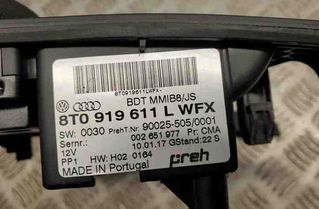 8T0919611LWFX-
BDT MMIB8/JS
8T0 919 611 L WFX
SW: 0030 PrehT.Nr. 90025-505/0001
Sernr.: 002 651 977 Pr: CMA
12V 10.01.17 GStand: 22 S
PP1 HW: H02 0164
MADE IN Portugal preh